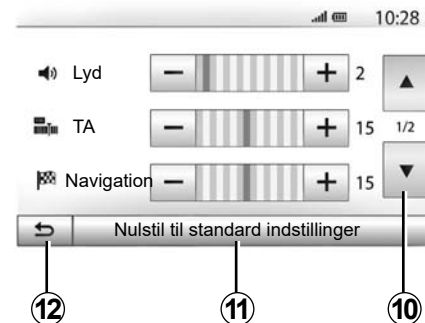 10:28
Lyd − + 2 ▲
TA − + 15 1/2
Navigation − + 15 ▼
Nulstil til standard indstillinger
12 11 10